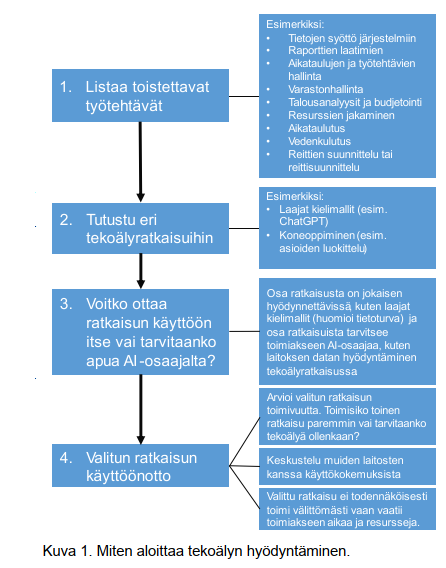 1. Listaa toistettavat
työtehtävät
Esimerkiksi:
• Tietojen syöttö järjestelmiin
• Raporttien laatimien
• Aikataulujen ja työtehtävien
hallinta
• Varastonhallinta
• Talousanalyysit ja budjetointi
• Resurssien jakaminen
• Aikataulutus
• Vedenkulutus
• Reittien suunnittelu tai
reittisuunnittelu
2. Tutustu eri
tekoälyratkaisuihin
Esimerkiksi:
• Laajat kielimallit (esim.
ChatGPT)
• Koneoppiminen (esim.
asioiden luokittelu)
3. Voitko ottaa
ratkaisun käyttöön
itse vai tarvitaanko
apua AI-osaajalta?
Osa ratkaisusta on jokaisen
hyödynnettävissä, kuten laajat
kielimallit (huomioi tietoturva) ja
osa ratkaisuista tarvitsee
toimiakseen AI-osaajaa, kuten
laitoksen datan hyödyntäminen
tekoälyratkaisussa
4. Valitun ratkaisun
käyttöönotto
Arvioi valitun ratkaisun
toimivuutta. Toimisiko toinen
ratkaisu paremmin vai tarvitaanko
tekoälyä ollenkaan?
Keskustelu muiden laitosten
kanssa käyttökokemuksista
Valittu ratkaisu ei todennäköisesti
toimi välittömästi vaan vaatii
toimiakseen aikaa ja resursseja.
Kuva 1. Miten aloittaa tekoälyn hyödyntäminen.